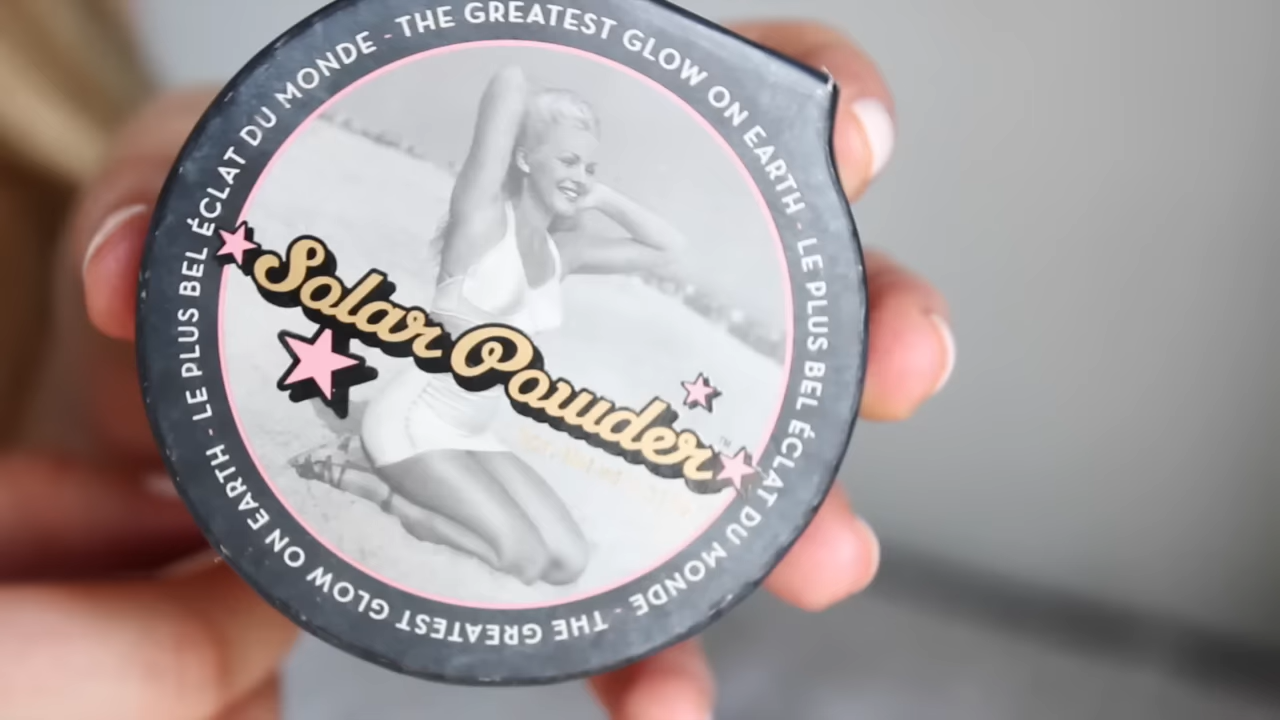 THE GREATEST GLOW ON EARTH - LE PLUS BEL ÉCLAT DU MONDE - THE GREATEST GLOW ON EARTH - LE PLUS BEL ÉCLAT DU MONDE -
Solar Powder™